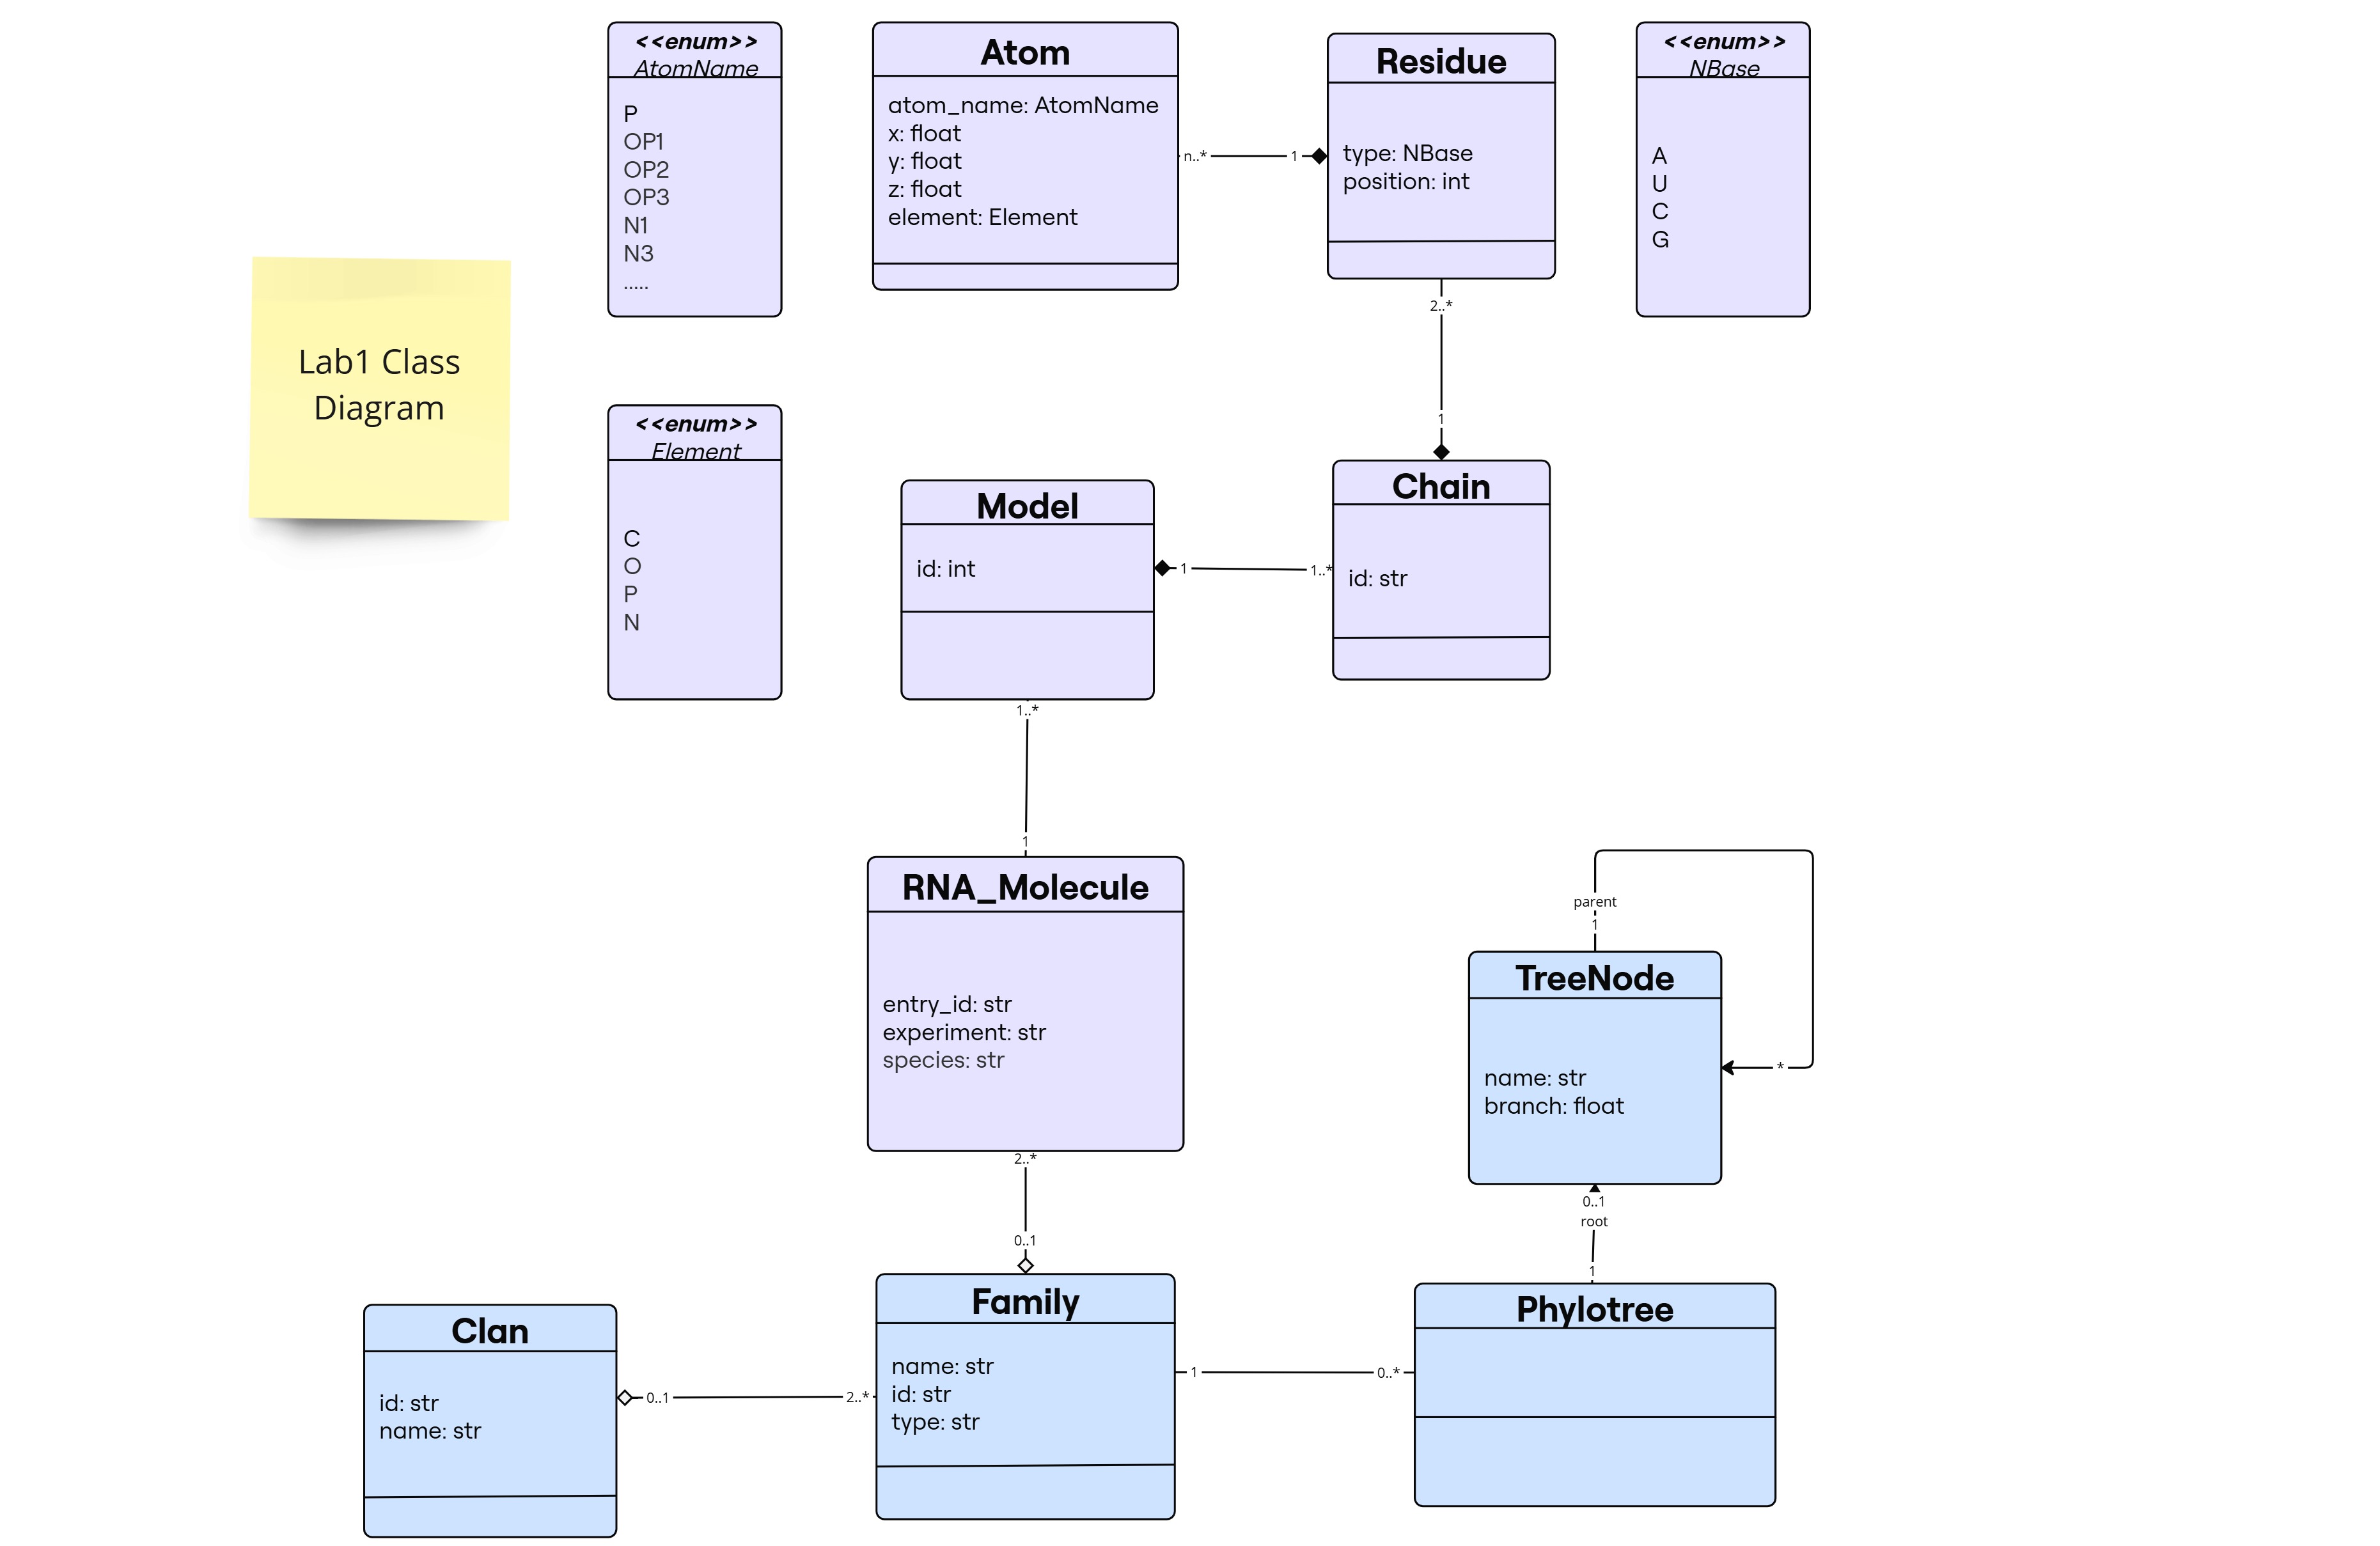 Lab1 Class
Diagram
<<enum>>
AtomName
P
OP1
OP2
OP3
N1
N3
.....
Atom
atom_name: AtomName
x: float
y: float
z: float
element: Element
n..*
1
Residue
type: NBase
position: int
<<enum>>
NBase
A
U
C
G
2..*
1
<<enum>>
Element
C
O
P
N
Model
id: int
1
1..*
Chain
id: str
1..*
1
RNA_Molecule
entry_id: str
experiment: str
species: str
parent
1
TreeNode
name: str
branch: float
*
2..*
0..1
0..1
root
1
Clan
id: str
name: str
0..1
2..*
Family
name: str
id: str
type: str
1
0..*
Phylotree